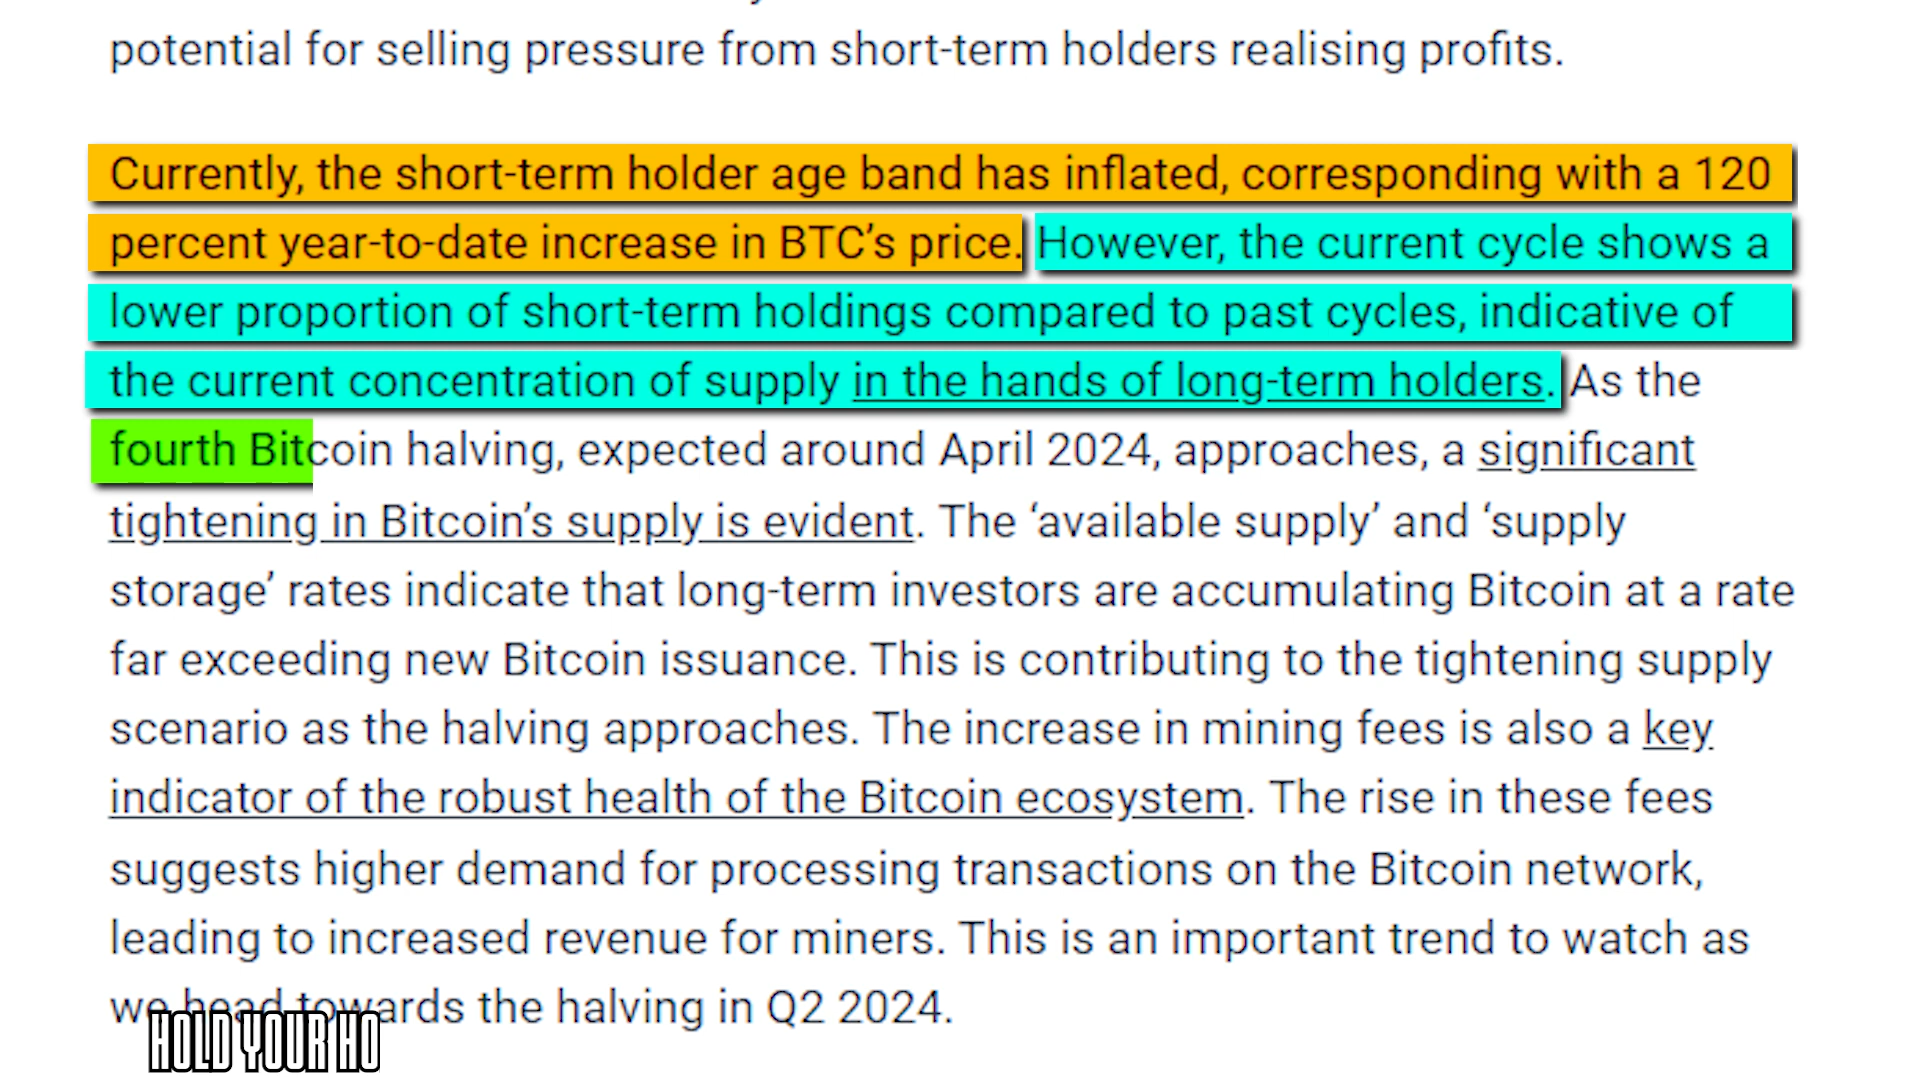 potential for selling pressure from short-term holders realising profits.
Currently, the short-term holder age band has inflated, corresponding with a 120
percent year-to-date increase in BTC’s price. However, the current cycle shows a
lower proportion of short-term holdings compared to past cycles, indicative of
the current concentration of supply in the hands of long-term holders. As the
fourth Bitcoin halving, expected around April 2024, approaches, a significant
tightening in Bitcoin’s supply is evident. The ‘available supply’ and ‘supply
storage’ rates indicate that long-term investors are accumulating Bitcoin at a rate
far exceeding new Bitcoin issuance. This is contributing to the tightening supply
scenario as the halving approaches. The increase in mining fees is also a key
indicator of the robust health of the Bitcoin ecosystem. The rise in these fees
suggests higher demand for processing transactions on the Bitcoin network,
leading to increased revenue for miners. This is an important trend to watch as
we head towards the halving in Q2 2024.
HOLD YOUR HO